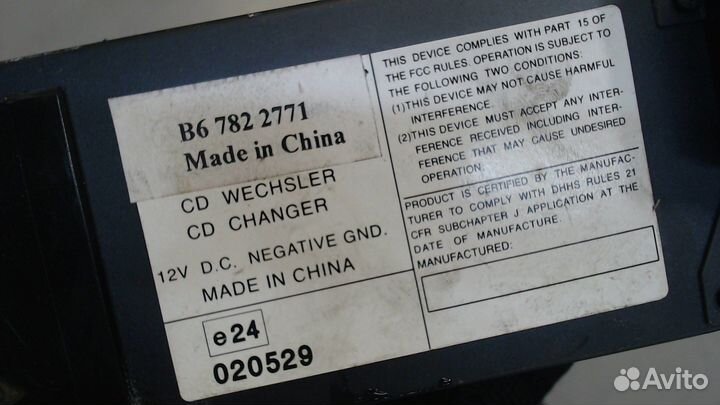 B6 782 2771
Made in China
CD WECHSLER
CD CHANGER
12V D.C. NEGATIVE GND.
MADE IN CHINA
e24
020529
THIS DEVICE COMPLIES WITH PART 15 OF
THE FCC RULES. OPERATION IS SUBJECT TO
THE FOLLOWING TWO CONDITIONS:
(1)THIS DEVICE MAY NOT CAUSE HARMFUL
INTERFERENCE.
(2)THIS DEVICE MUST ACCEPT ANY INTER-
FERENCE RECEIVED INCLUDING INTER-
FERENCE THAT MAY CAUSE UNDESIRED
OPERATION.
PRODUCT IS CERTIFIED BY THE MANUFAC-
TURER TO COMPLY WITH DHHS RULES 21
CFR SUBCHAPTER J APPLICATION AT THE
DATE OF MANUFACTURE.
MANUFACTURED:
Avito